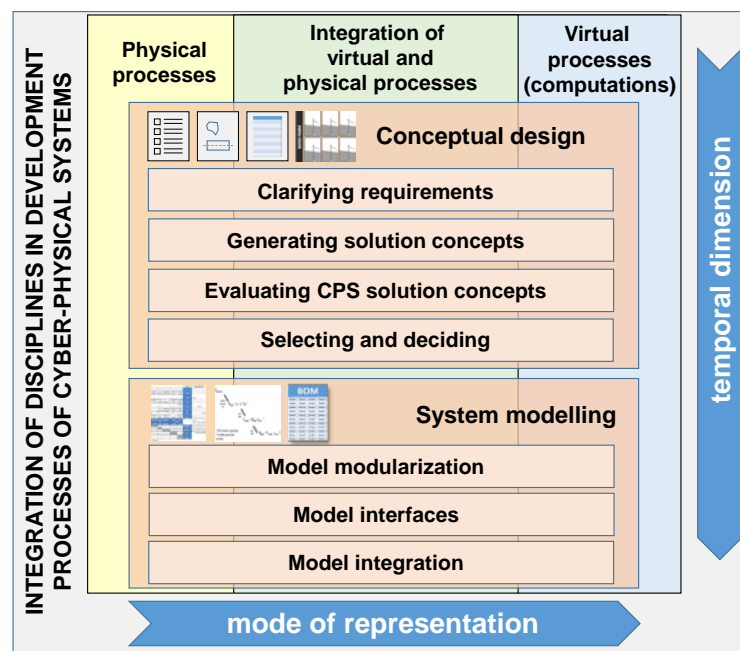 INTEGRATION OF DISCIPLINES IN DEVELOPMENT
PROCESSES OF CYBER-PHYSICAL SYSTEMS
Physical
processes
Integration of
virtual and
physical processes
Virtual
processes
(computations)
Conceptual design
Clarifying requirements
Generating solution concepts
Evaluating CPS solution concepts
Selecting and deciding
BOM
System modelling
Model modularization
Model interfaces
Model integration
temporal dimension
mode of representation